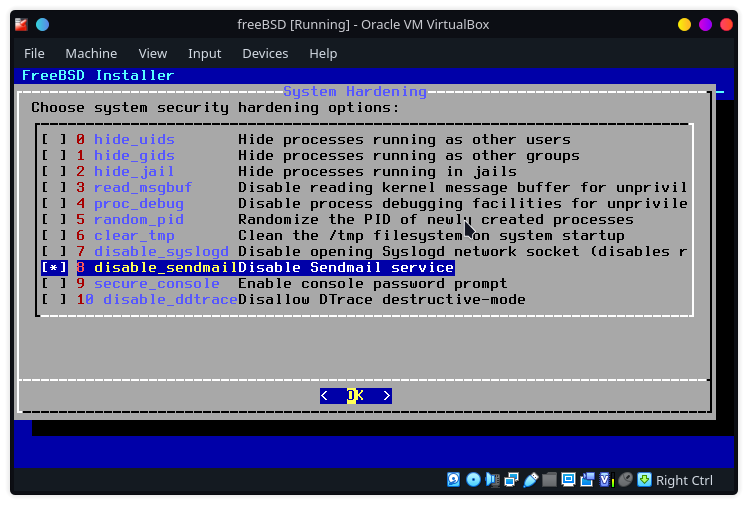 freeBSD [Running] - Oracle VM VirtualBox
File Machine View Input Devices Help
FreeBSD Installer
System Hardening
Choose system security hardening options:
[ ] 0 hide_uids Hide processes running as other users
[ ] 1 hide_gids Hide processes running as other groups
[ ] 2 hide_jail Hide processes running in jails
[ ] 3 read_msgbuf Disable reading kernel message buffer for unprivil
[ ] 4 proc_debug Disable process debugging facilities for unprivile
[ ] 5 random_pid Randomize the PID of newly created processes
[ ] 6 clear_tmp Clean the /tmp filesystem on system startup
[ ] 7 disable_syslogd Disable opening Syslogd network socket (disables r
[*] 8 disable_sendmail Disable Sendmail service
[ ] 9 secure_console Enable console password prompt
[ ] 10 disable_ddtrace Disallow DTrace destructive-mode
< OK >
Right Ctrl